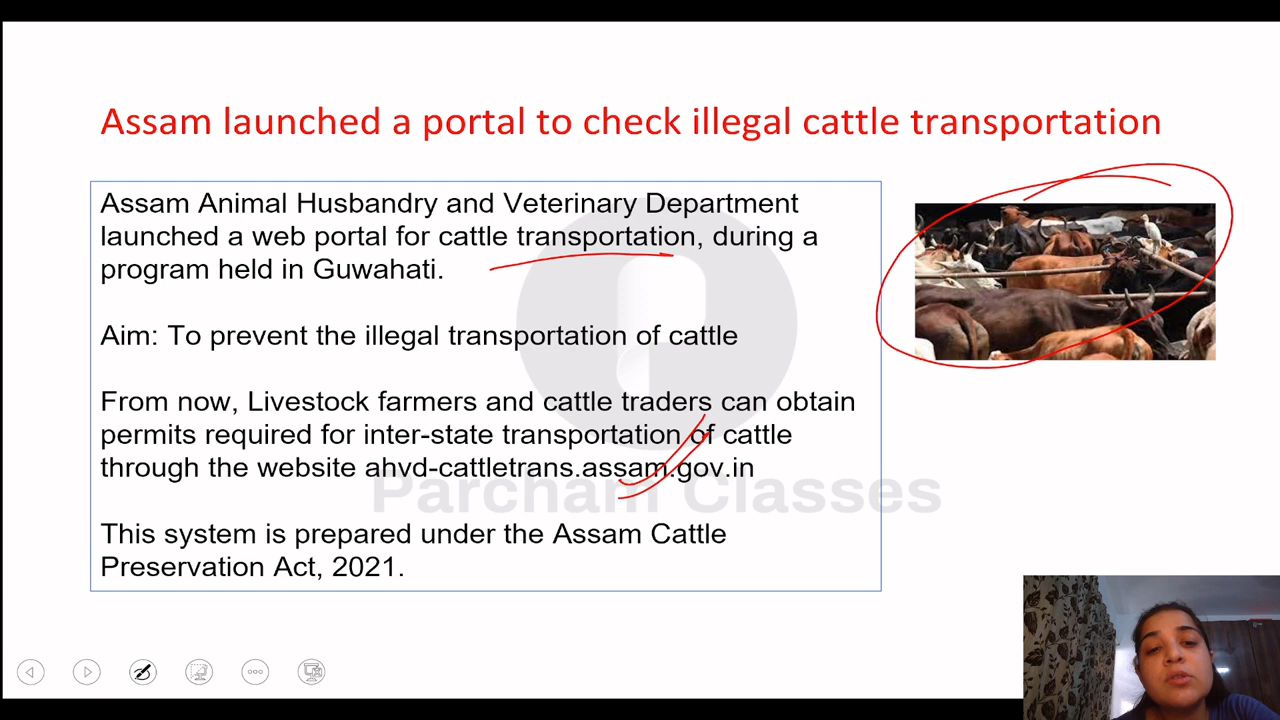 Assam launched a portal to check illegal cattle transportation
Assam Animal Husbandry and Veterinary Department
launched a web portal for cattle transportation, during a
program held in Guwahati.
Aim: To prevent the illegal transportation of cattle
From now, Livestock farmers and cattle traders can obtain
permits required for inter-state transportation of cattle
through the website ahvd-cattletrans.assam.gov.in
Parcham Classes
This system is prepared under the Assam Cattle
Preservation Act, 2021.